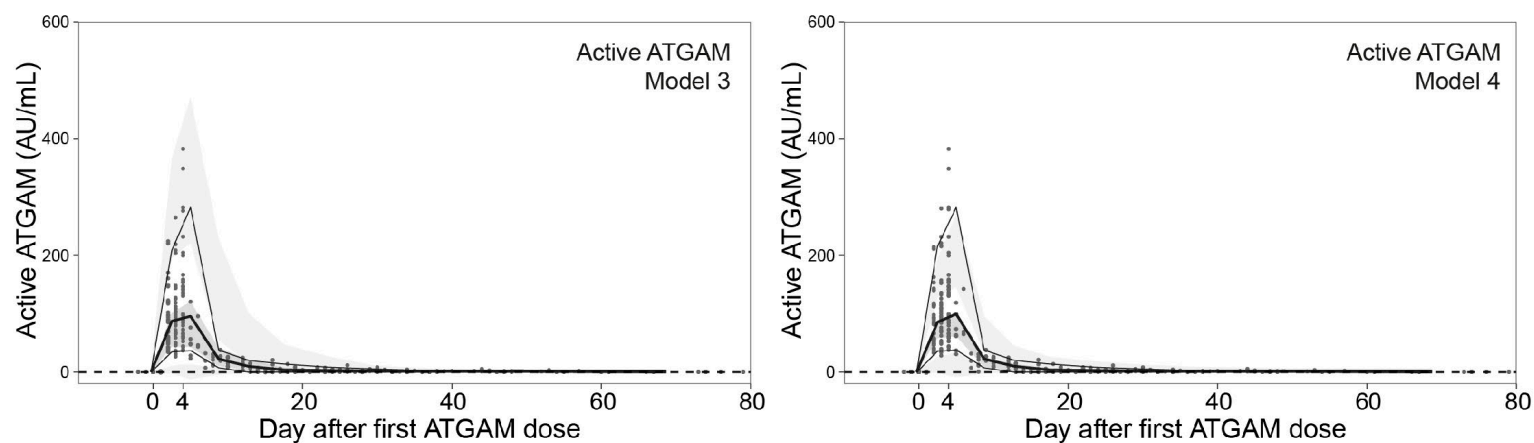 600
400
200
0
Active ATGAM (AU/mL)
Active ATGAM
Model 3
0 4 20 40 60 80
Day after first ATGAM dose
600
400
200
0
Active ATGAM (AU/mL)
Active ATGAM
Model 4
0 4 20 40 60 80
Day after first ATGAM dose